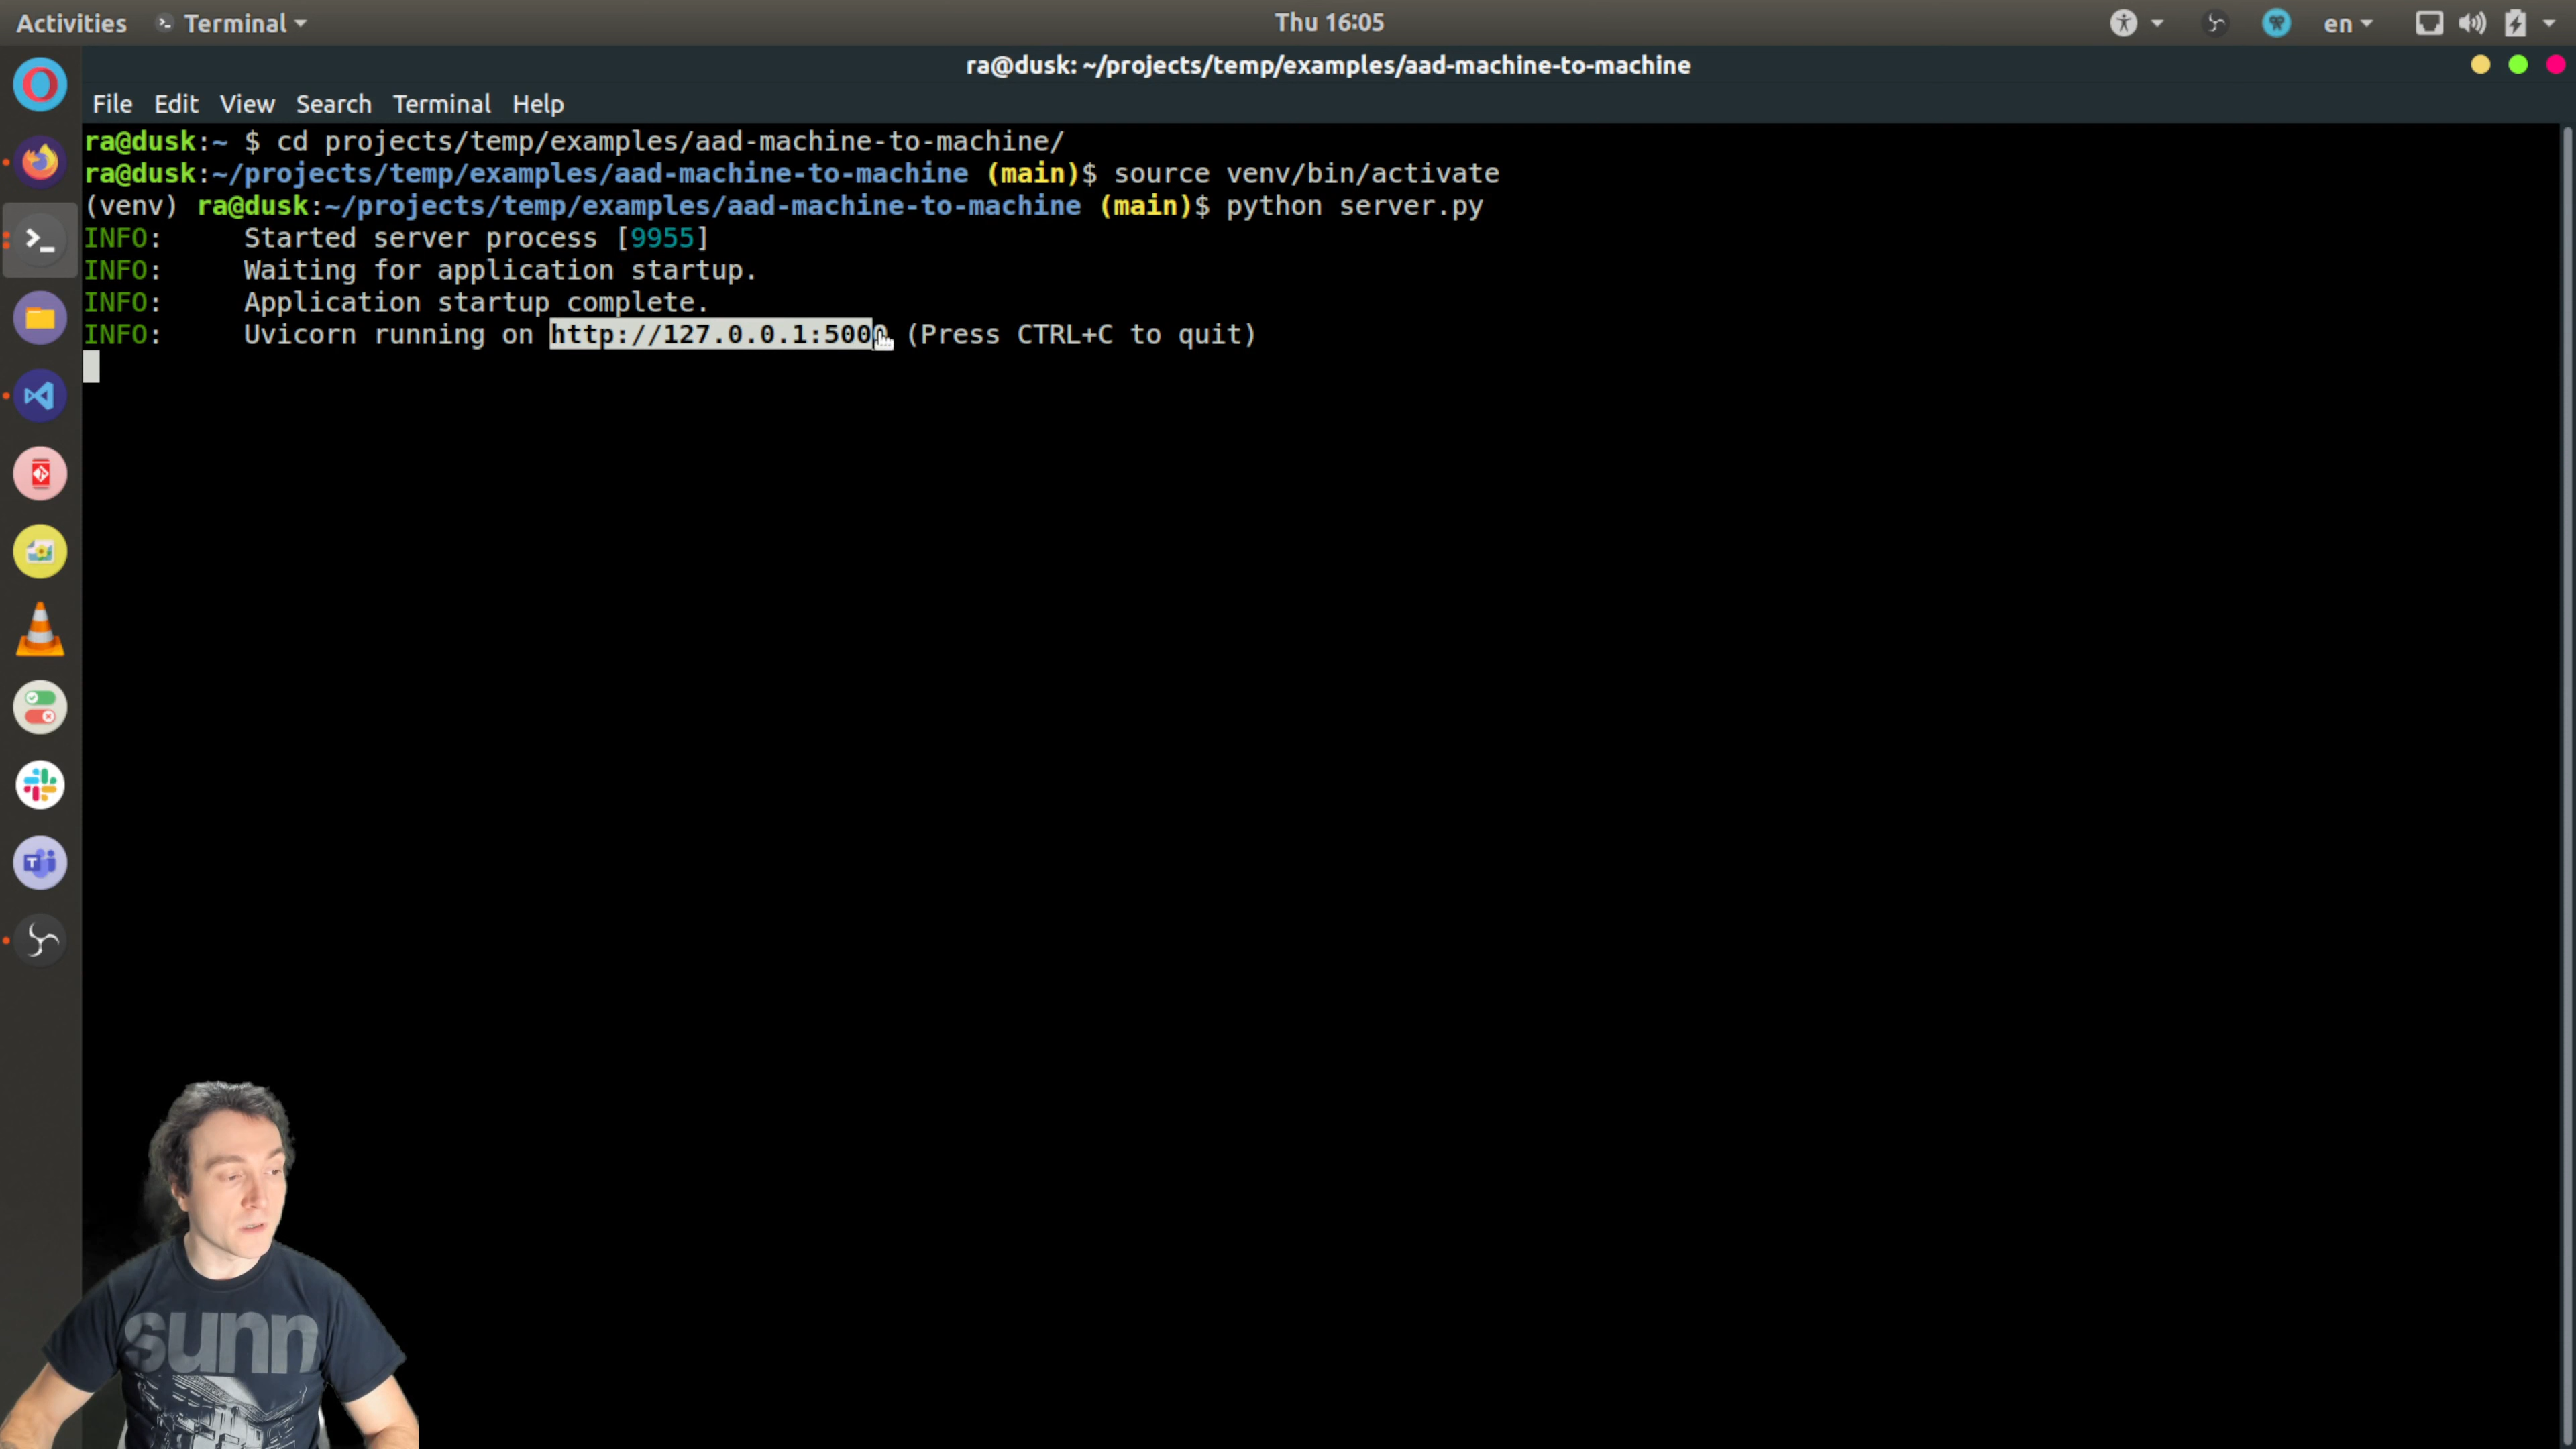 Activities Terminal Thu 16:05 en
ra@dusk: ~/projects/temp/examples/aad-machine-to-machine
File Edit View Search Terminal Help
ra@dusk:~ $ cd projects/temp/examples/aad-machine-to-machine/
ra@dusk:~/projects/temp/examples/aad-machine-to-machine (main)$ source venv/bin/activate
(venv) ra@dusk:~/projects/temp/examples/aad-machine-to-machine (main)$ python server.py
INFO: Started server process [9955]
INFO: Waiting for application startup.
INFO: Application startup complete.
INFO: Uvicorn running on http://127.0.0.1:5000 (Press CTRL+C to quit)
T
sunn